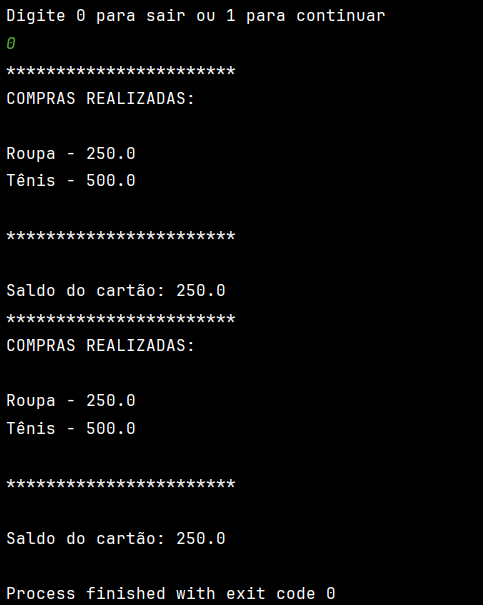 Digite 0 para sair ou 1 para continuar
0
***********************
COMPRAS REALIZADAS:
Roupa - 250.0
Tênis - 500.0
***********************
Saldo do cartão: 250.0
***********************
COMPRAS REALIZADAS:
Roupa - 250.0
Tênis - 500.0
***********************
Saldo do cartão: 250.0
Process finished with exit code 0